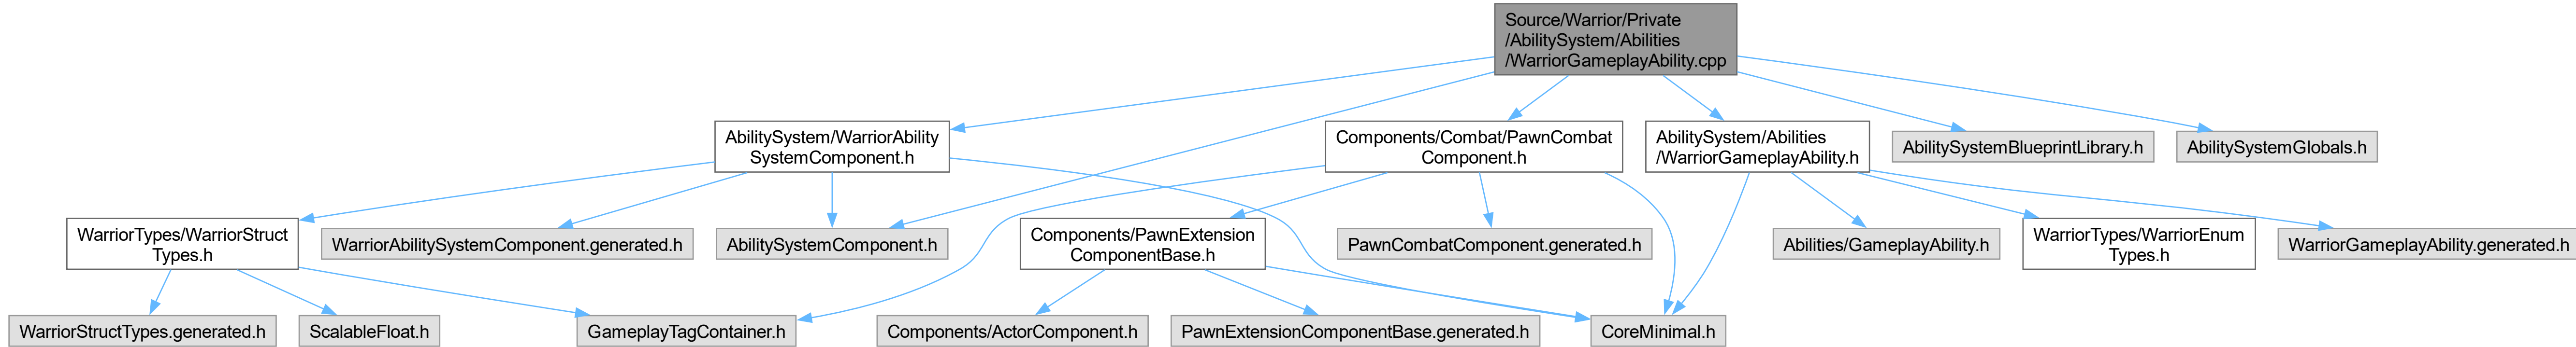 Source/Warrior/Private
/AbilitySystem/Abilities
/WarriorGameplayAbility.cpp
AbilitySystem/WarriorAbility
SystemComponent.h
Components/Combat/PawnCombat
Component.h
AbilitySystem/Abilities
/WarriorGameplayAbility.h
AbilitySystemBlueprintLibrary.h
AbilitySystemGlobals.h
WarriorTypes/WarriorStruct
Types.h
WarriorAbilitySystemComponent.generated.h
AbilitySystemComponent.h
Components/PawnExtension
ComponentBase.h
PawnCombatComponent.generated.h
Abilities/GameplayAbility.h
WarriorTypes/WarriorEnum
Types.h
WarriorGameplayAbility.generated.h
WarriorStructTypes.generated.h
ScalableFloat.h
GameplayTagContainer.h
Components/ActorComponent.h
PawnExtensionComponentBase.generated.h
CoreMinimal.h